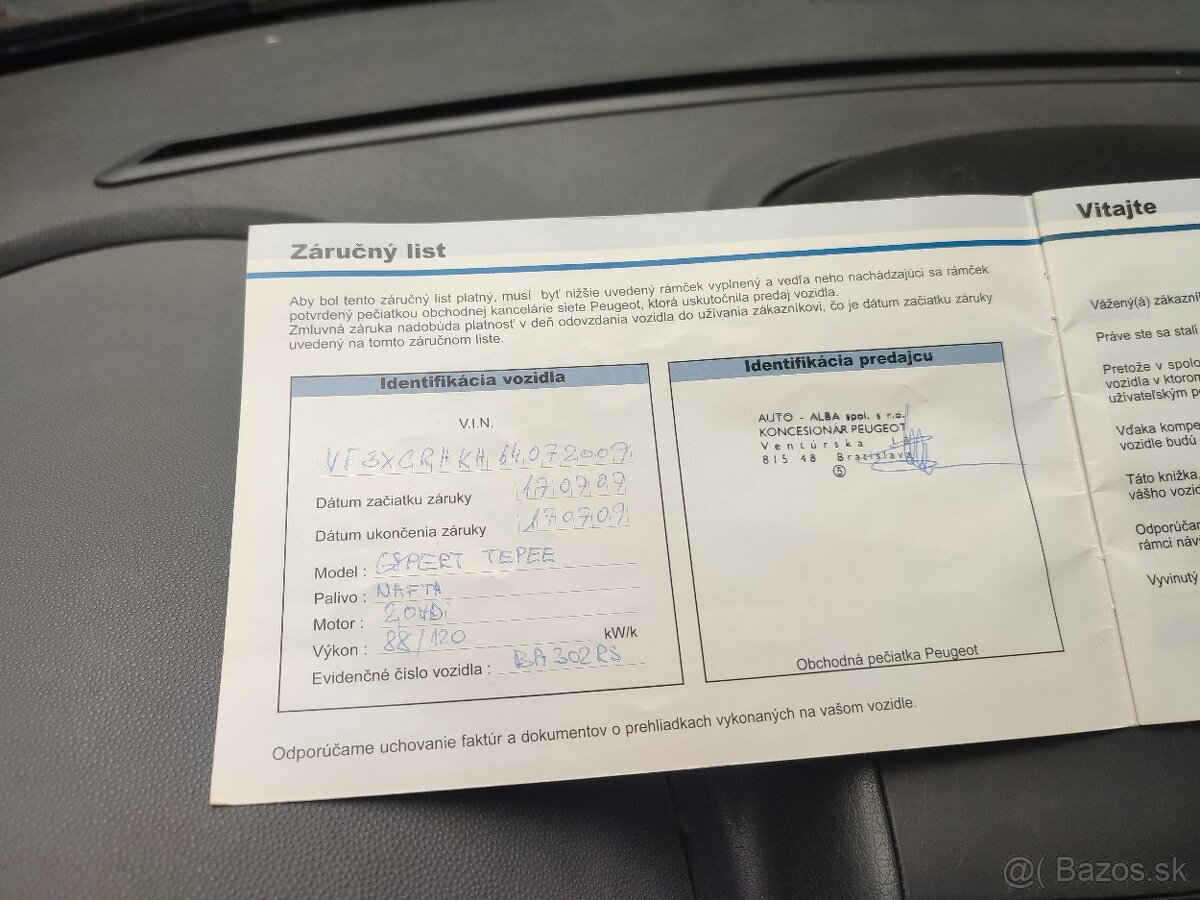 Záručný list
Aby bol tento záručný list platný, musí byť nižšie uvedený rámček vyplnený a vedľa neho nachádzajúci sa rámček
potvrdený pečiatkou obchodnej kancelárie siete Peugeot, ktorá uskutočnila predaj vozidla.
Zmluvná záruka nadobúda platnosť v deň odovzdania vozidla do užívania zákazníkovi, čo je dátum začiatku záruky
uvedený na tomto záručnom liste.
Identifikácia vozidla
V.I.N.
VF3XCRHKH64072009
Dátum začiatku záruky 170707
Dátum ukončenia záruky 170709
Model : EXPERT TEPEE
Palivo : NAFTA
Motor : 2,0HDi
Výkon : 88/120 kW/k
Evidenčné číslo vozidla : BA302RS
Identifikácia predajcu
AUTO - ALBA spol. s r.o.
KONCESIONÁR PEUGEOT
Ventúrska
815 48 Bratislava
5
Obchodná pečiatka Peugeot
Odporúčame uchovanie faktúr a dokumentov o prehliadkach vykonaných na vašom vozidle.
Vitajte
Vážený(á) zákazní
Práve ste sa stali
Pretože v spolo
vozidla v ktorom
užívateľským p
Vďaka kompe
vozidle budú
Táto knižka
vášho vozid
Odporúčar
rámci náv
Vyvinutý
@( Bazos.sk